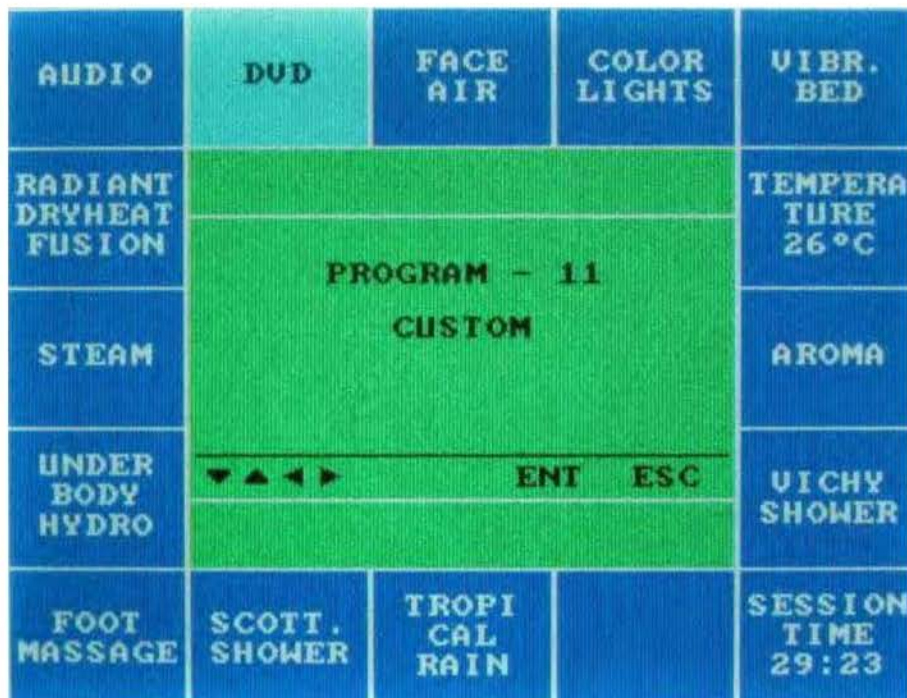 AUDIO
DVD
FACE
AIR
COLOR
LIGHTS
VIBR.
BED
RADIANT
DRYHEAT
FUSION
TEMPERA
TURE
26°C
PROGRAM - 11
CUSTOM
STEAM
AROMA
UNDER
BODY
HYDRO
ENT ESC
VICHY
SHOWER
FOOT
MASSAGE
SCOTT.
SHOWER
TROPI
CAL
RAIN
SESSION
TIME
29:23